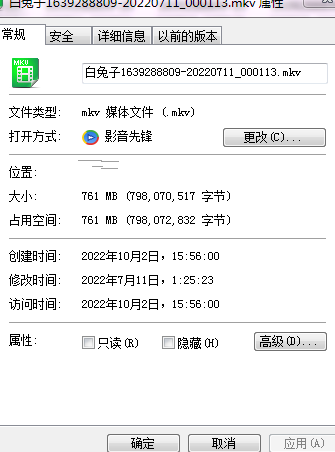 白兔子1639288809-20220711_000113.mkv 属性
常规 安全 详细信息 以前的版本
MKV
白兔子1639288809-20220711_000113.mkv
文件类型: mkv 媒体文件 (.mkv)
打开方式: 影音先锋 更改(C)...
位置:
大小: 761 MB (798,070,517 字节)
占用空间: 761 MB (798,072,832 字节)
创建时间: 2022年10月2日，15:56:00
修改时间: 2022年7月11日，1:25:23
访问时间: 2022年10月2日，15:56:00
属性: 只读(R) 隐藏(H) 高级(D)...
确定 取消 应用(A)